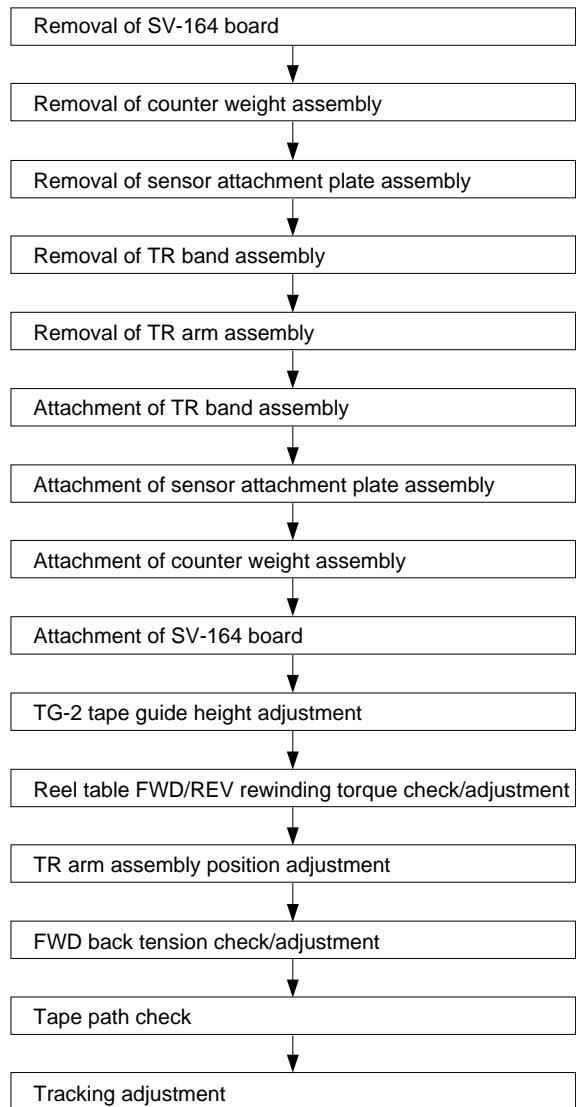 Removal of SV-164 board
Removal of counter weight assembly
Removal of sensor attachment plate assembly
Removal of TR band assembly
Removal of TR arm assembly
Attachment of TR band assembly
Attachment of sensor attachment plate assembly
Attachment of counter weight assembly
Attachment of SV-164 board
TG-2 tape guide height adjustment
Reel table FWD/REV rewinding torque check/adjustment
TR arm assembly position adjustment
FWD back tension check/adjustment
Tape path check
Tracking adjustment